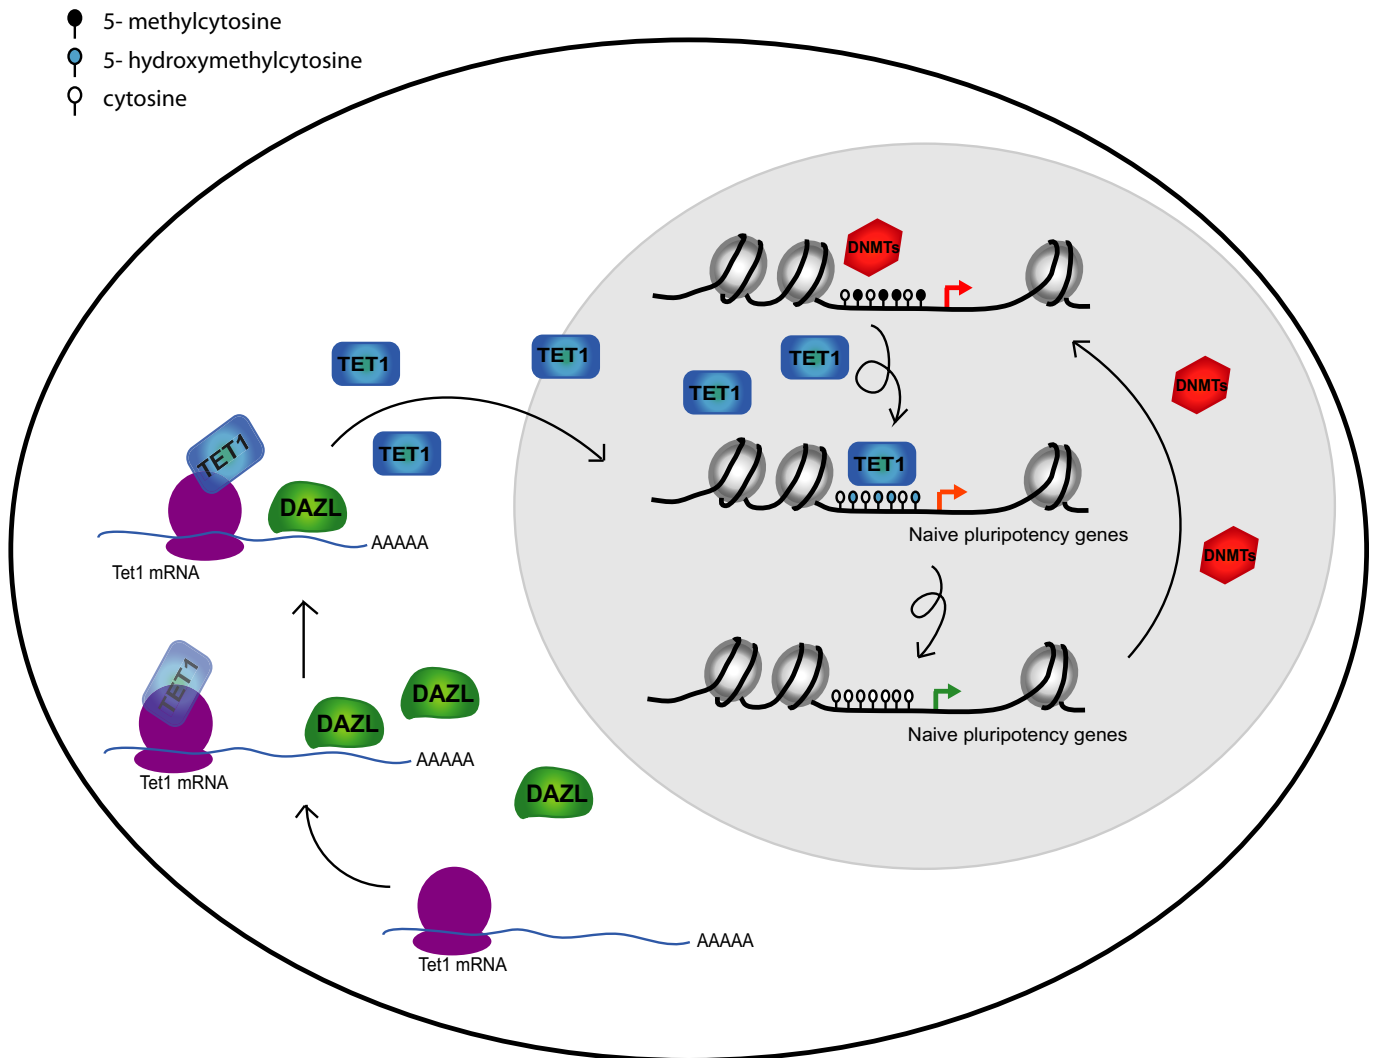 5- methylcytosine
5- hydroxymethylcytosine
cytosine
DNMTs
TET1
TET1
TET1
TET1
DNMTs
TET1
TET1
TET1
TET1
DAZL
AAAAA
Tet1 mRNA
Naive pluripotency genes
DNMTs
TET1
DAZL
DAZL
AAAAA
Tet1 mRNA
Naive pluripotency genes
DAZL
AAAAA
Tet1 mRNA